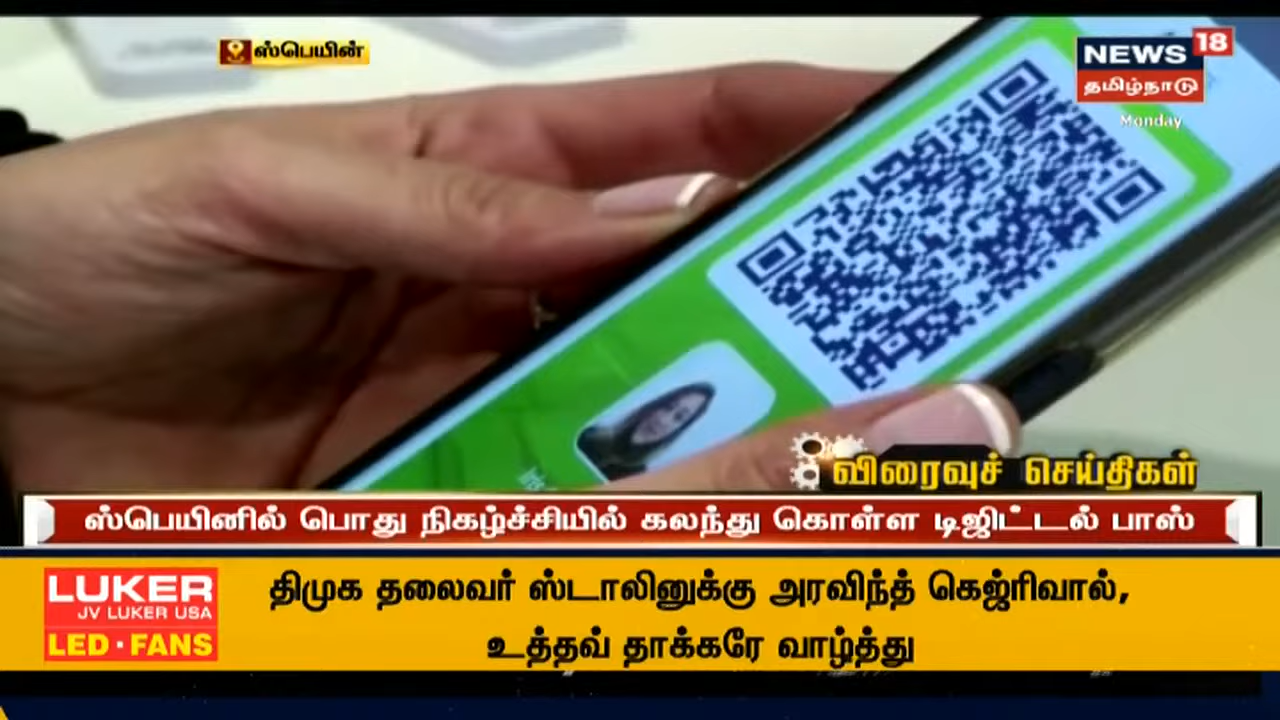 ஸ்பெயின்
NEWS 18
தமிழ்நாடு
Monday
விரைவுச் செய்திகள்
ஸ்பெயினில் பொது நிகழ்ச்சியில் கலந்து கொள்ள டிஜிட்டல் பாஸ்
LUKER
JV LUKER USA
LED·FANS
திமுக தலைவர் ஸ்டாலினுக்கு அரவிந்த் கெஜ்ரிவால்,
உத்தவ் தாக்கரே வாழ்த்து